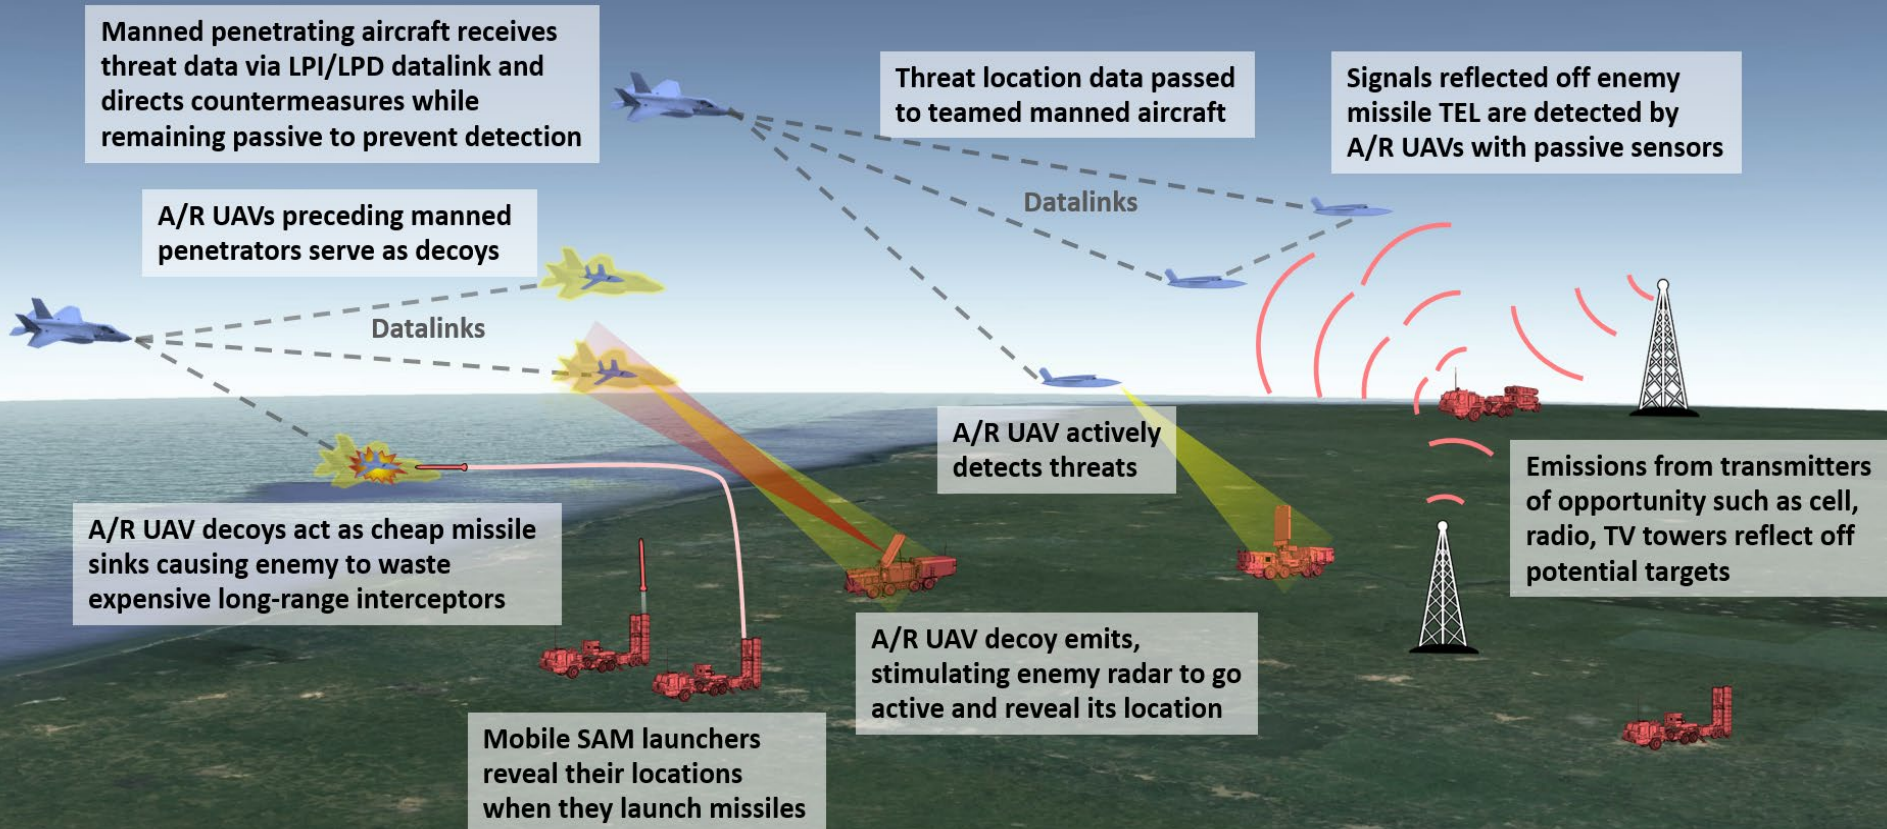 Manned penetrating aircraft receives
threat data via LPI/LPD datalink and
directs countermeasures while
remaining passive to prevent detection
Threat location data passed
to teamed manned aircraft
Signals reflected off enemy
missile TEL are detected by
A/R UAVs with passive sensors
A/R UAVs preceding manned
penetrators serve as decoys
Datalinks
Datalinks
A/R UAV actively
detects threats
Emissions from transmitters
of opportunity such as cell,
radio, TV towers reflect off
potential targets
A/R UAV decoys act as cheap missile
sinks causing enemy to waste
expensive long-range interceptors
A/R UAV decoy emits,
stimulating enemy radar to go
active and reveal its location
Mobile SAM launchers
reveal their locations
when they launch missiles